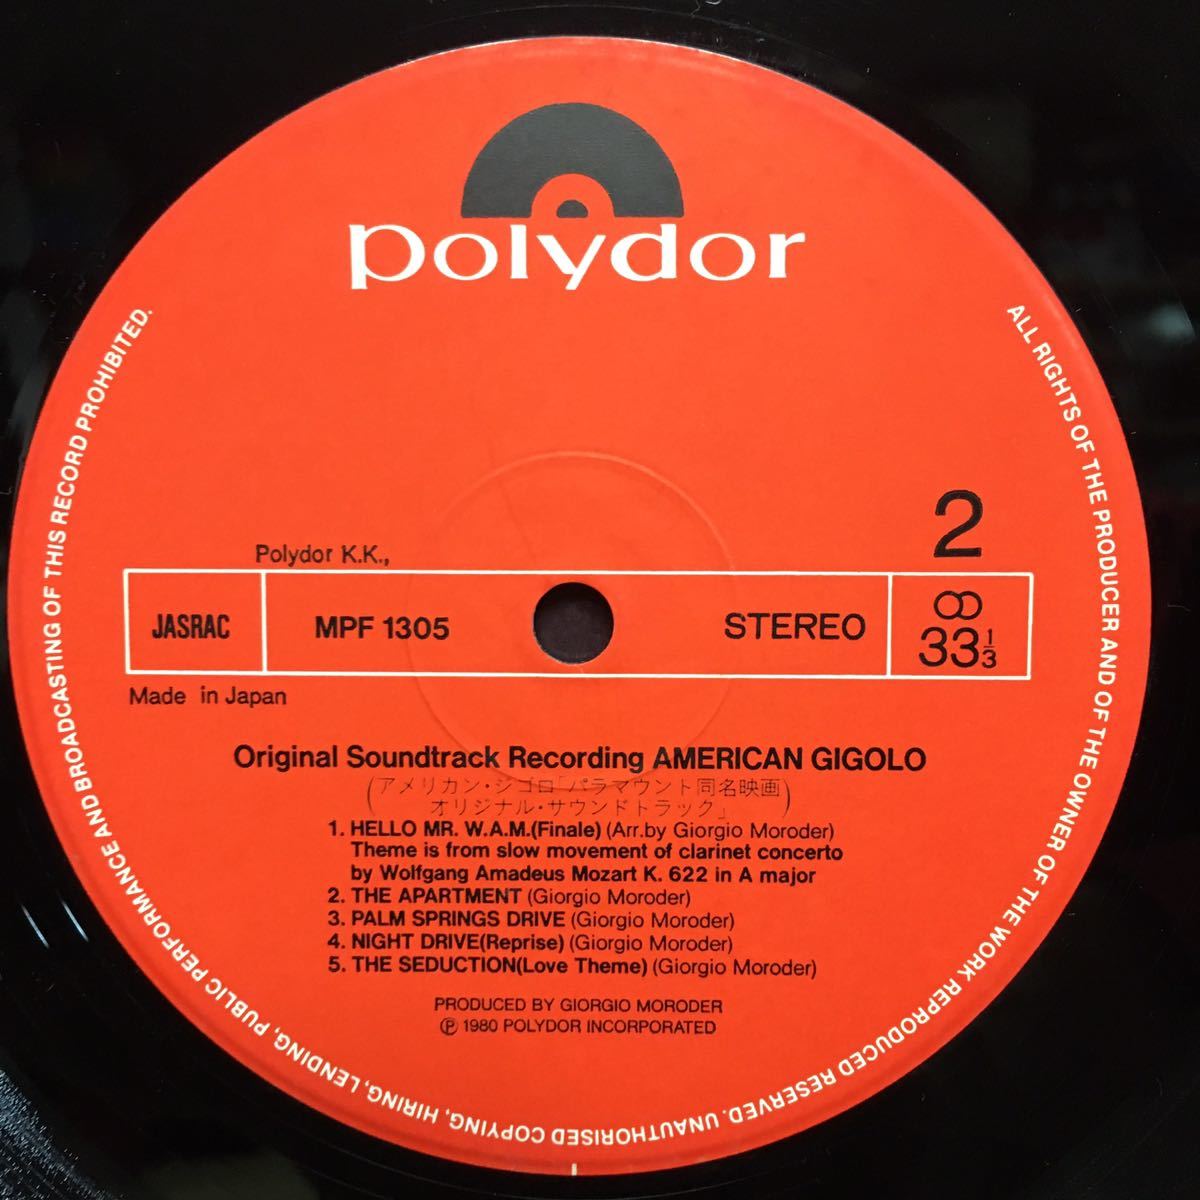 polydor
2
Polydor K.K.,
JASRAC
MPF 1305
STEREO
33 1/3
Made in Japan
Original Soundtrack Recording AMERICAN GIGOLO
(アメリカン・ジゴロ「パラマウント同名映画
オリジナル・サウンドトラック」)
1. HELLO MR. W.A.M.(Finale) (Arr.by Giorgio Moroder)
Theme is from slow movement of clarinet concerto
by Wolfgang Amadeus Mozart K. 622 in A major
2. THE APARTMENT (Giorgio Moroder)
3. PALM SPRINGS DRIVE (Giorgio Moroder)
4. NIGHT DRIVE(Reprise) (Giorgio Moroder)
5. THE SEDUCTION(Love Theme) (Giorgio Moroder)
PRODUCED BY GIORGIO MORODER
Ⓟ 1980 POLYDOR INCORPORATED
ALL RIGHTS OF THE PRODUCER AND OF THE OWNER OF THE WORK REPRODUCED RESERVED. UNAUTHORISED COPYING, HIRING, LENDING, PUBLIC PERFORMANCE AND BROADCASTING OF THIS RECORD PROHIBITED.